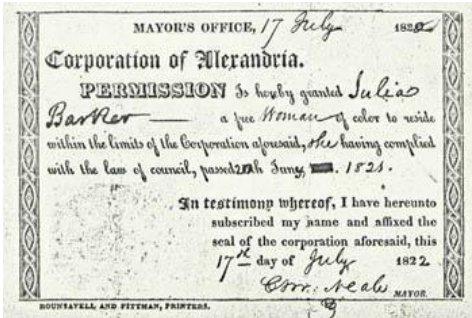 MAYOR'S OFFICE, 17 July 182
Corporation of Alexandria.
PERMISSION Is hereby granted Julia
Barker — a free Woman of color to reside
within the limits of the Corporation aforesaid, she having complied
with the law of council, passed 1821.
In testimony whereof, I have hereunto
subscribed my name and affixed the
seal of the corporation aforesaid, this
17th day of July 1822
Neale MAYOR.
ROUNSAVELL AND PITTMAN, PRINTERS.